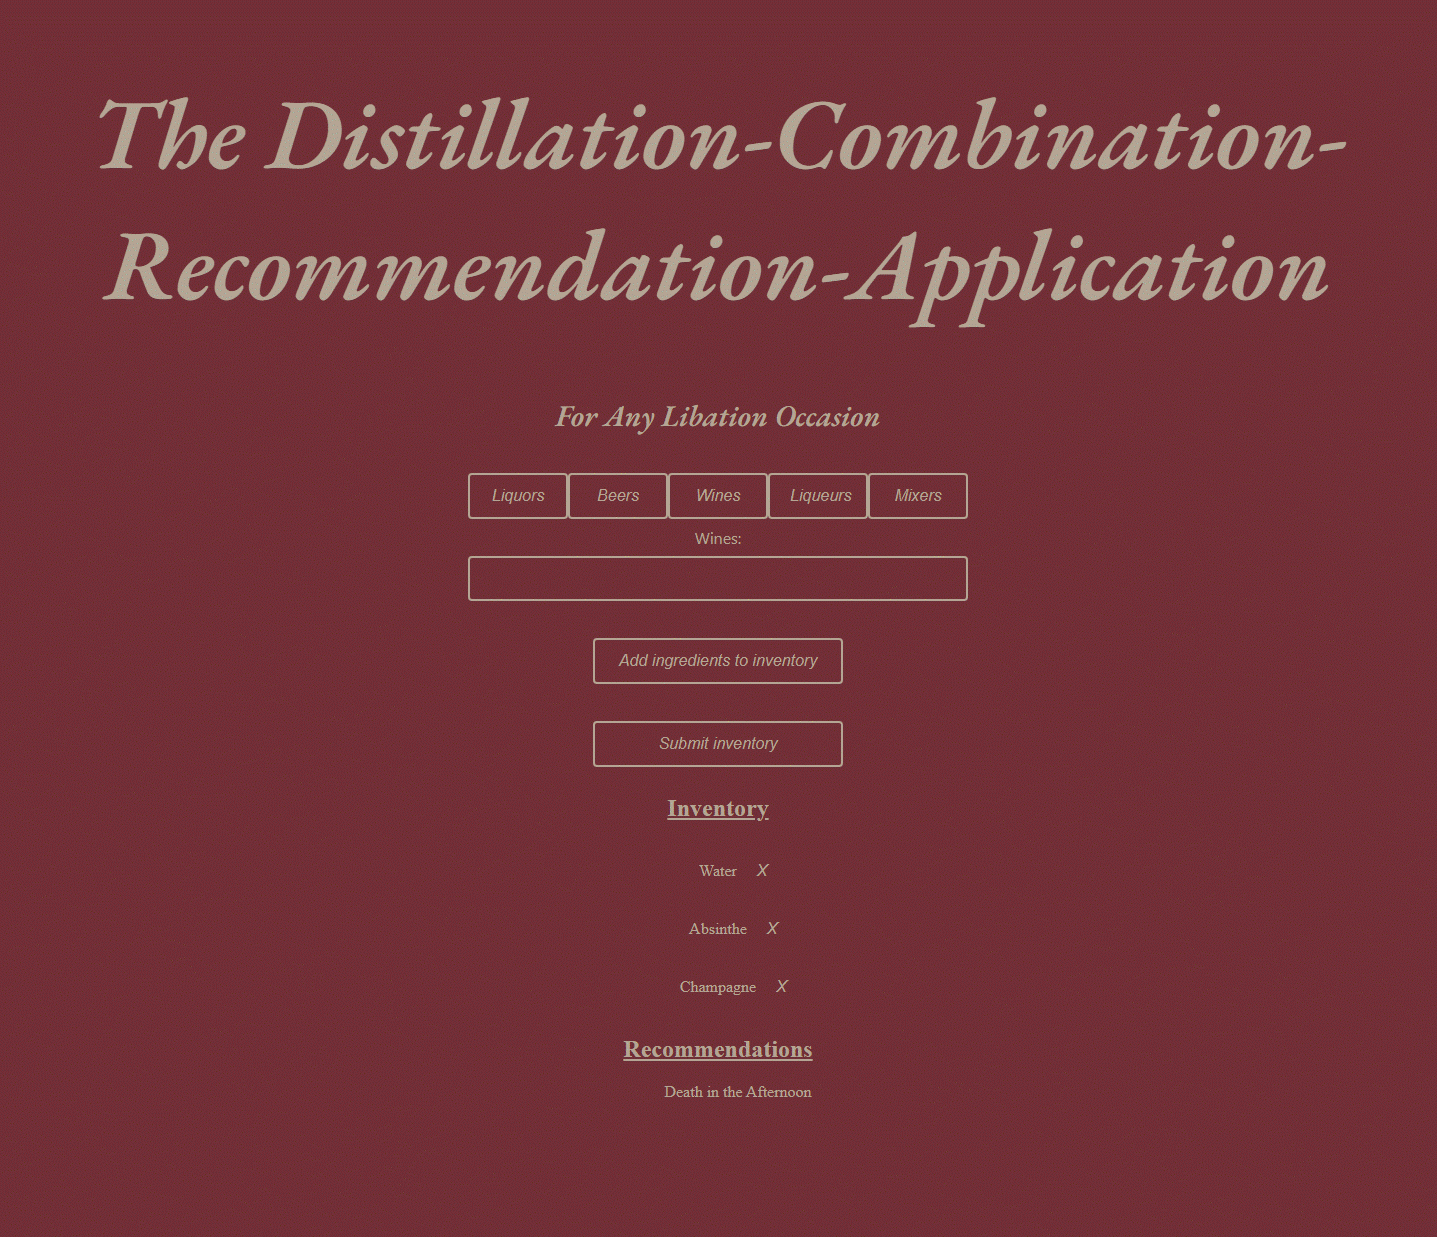 The Distillation-Combination-
Recommendation-Application
For Any Libation Occasion
Liquors Beers Wines Liqueurs Mixers
Wines:
Add ingredients to inventory
Submit inventory
Inventory
Water X
Absinthe X
Champagne X
Recommendations
Death in the Afternoon